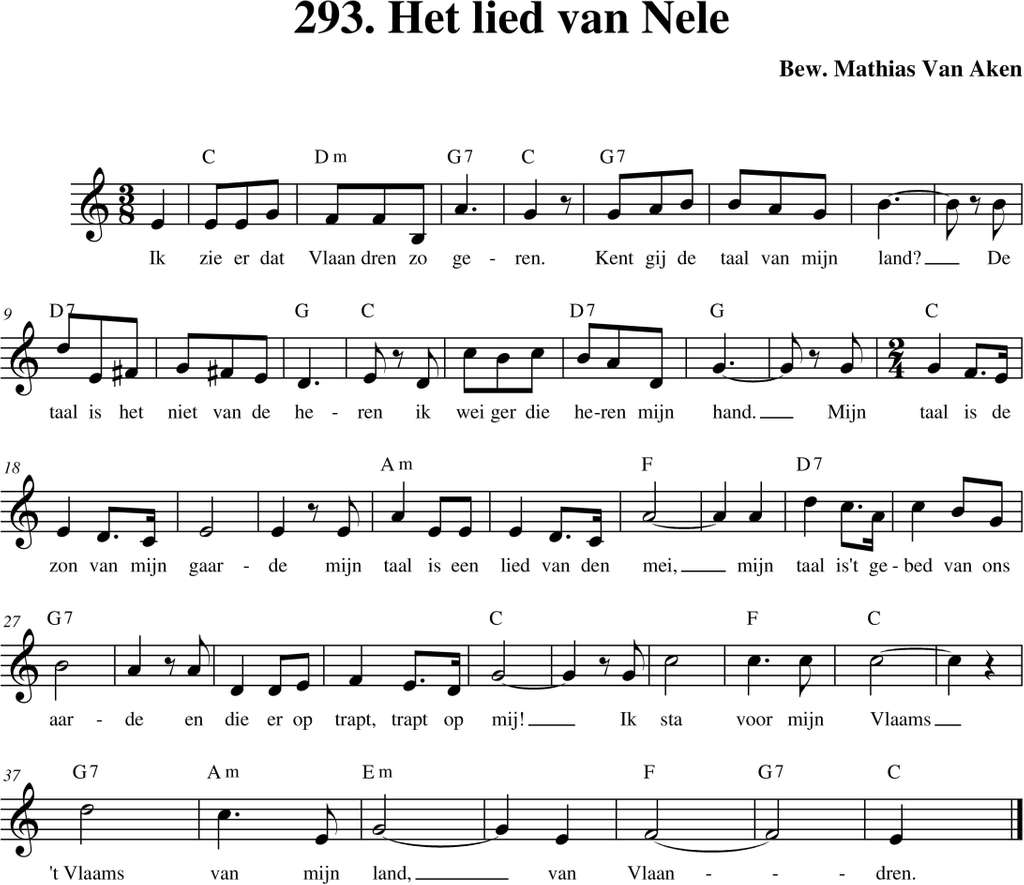 293. Het lied van Nele
Bew. Mathias Van Aken
C Dm G7 C G7
3
8
Ik zie er dat Vlaan dren zo ge - ren. Kent gij de taal van mijn land? De
9
D7 G C D7 G C
2
4
taal is het niet van de he - ren ik wei ger die he-ren mijn hand. Mijn taal is de
18
Am F D7
zon van mijn gaar - de mijn taal is een lied van den mei, mijn taal is't ge - bed van ons
27
G7 C F C
aar - de en die er op trapt, trapt op mij! Ik sta voor mijn Vlaams
37
G7 Am Em F G7 C
't Vlaams van mijn land, van Vlaan - - - dren.